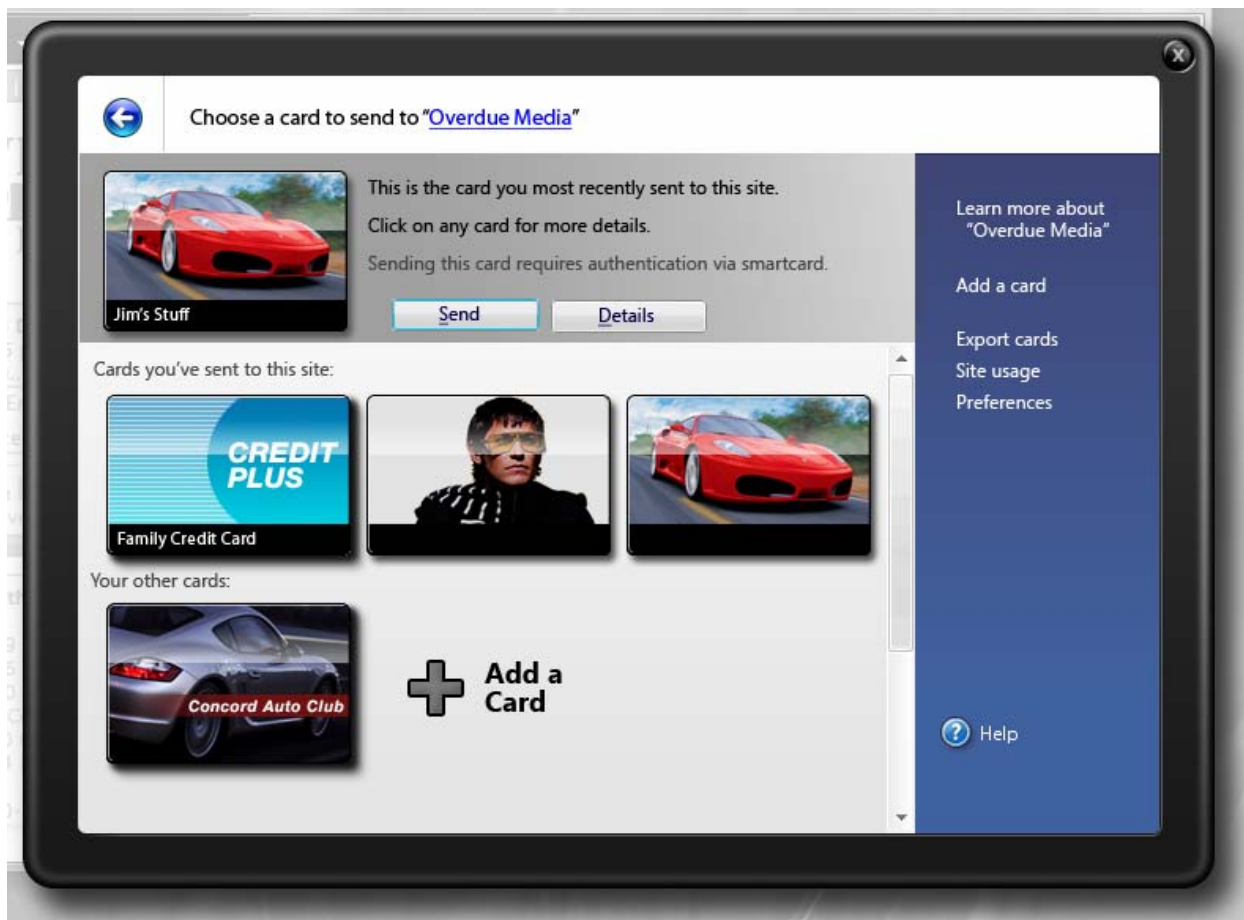 Choose a card to send to “Overdue Media”
This is the card you most recently sent to this site.
Click on any card for more details.
Sending this card requires authentication via smartcard.
Jim's Stuff
Send
Details
Cards you've sent to this site:
CREDIT
PLUS
Family Credit Card
Your other cards:
Concord Auto Club
Add a
Card
Learn more about
“Overdue Media”
Add a card
Export cards
Site usage
Preferences
Help
X